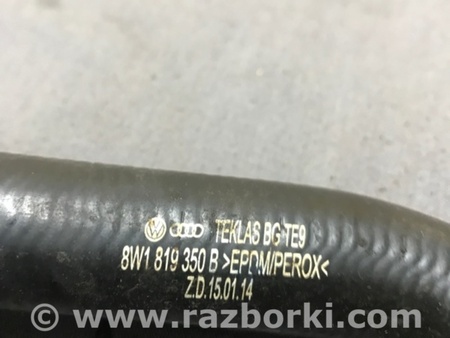 TEKLAS BG TE9
8W1 819 350 B >EPDM/PEROX<
Z.D.15.01.14
www.razborki.com